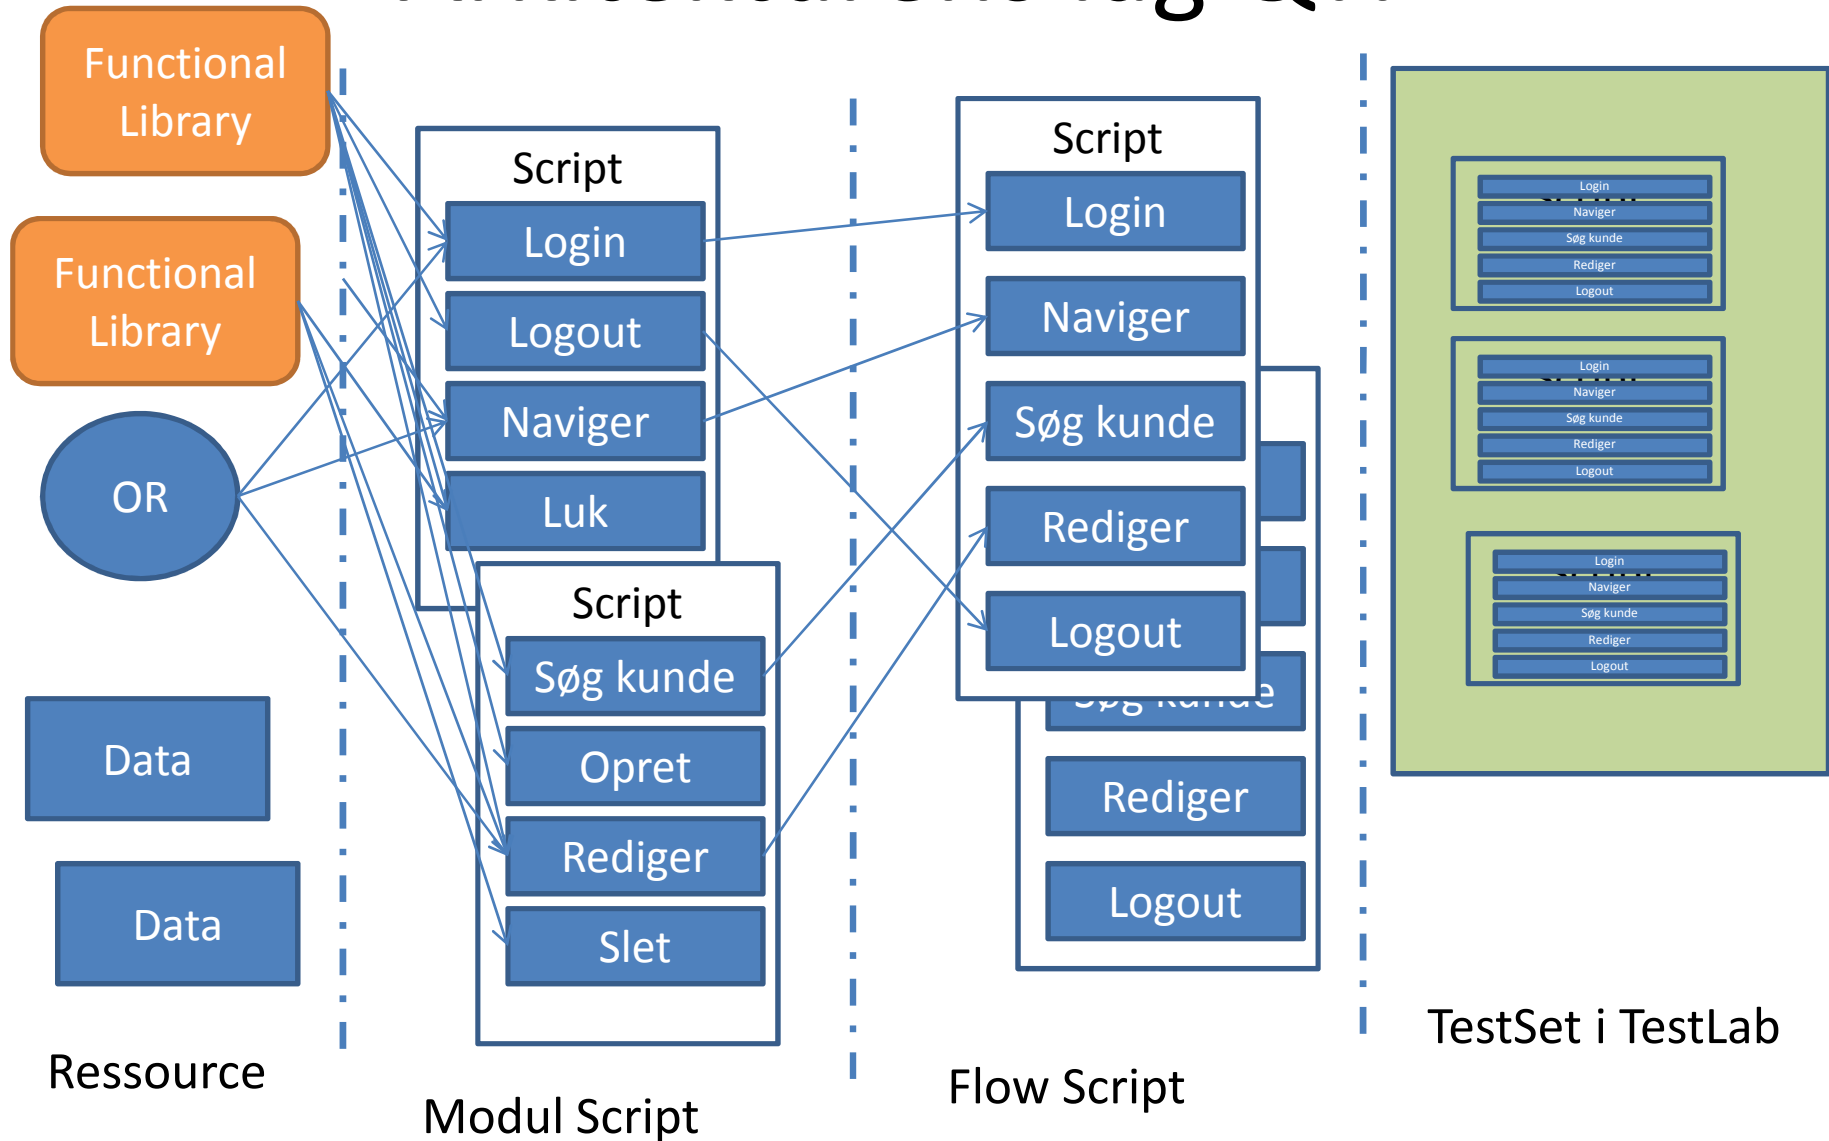 Functional
Library
Functional
Library
OR
Data
Data
Ressource
Script
Login
Logout
Naviger
Luk
Script
Søg kunde
Opret
Rediger
Slet
Modul Script
Script
Login
Naviger
Søg kunde
Rediger
Logout
Søg kunde
Rediger
Logout
Flow Script
Login
Naviger
Søg kunde
Rediger
Logout
Login
Naviger
Søg kunde
Rediger
Logout
Login
Naviger
Søg kunde
Rediger
Logout
TestSet i TestLab